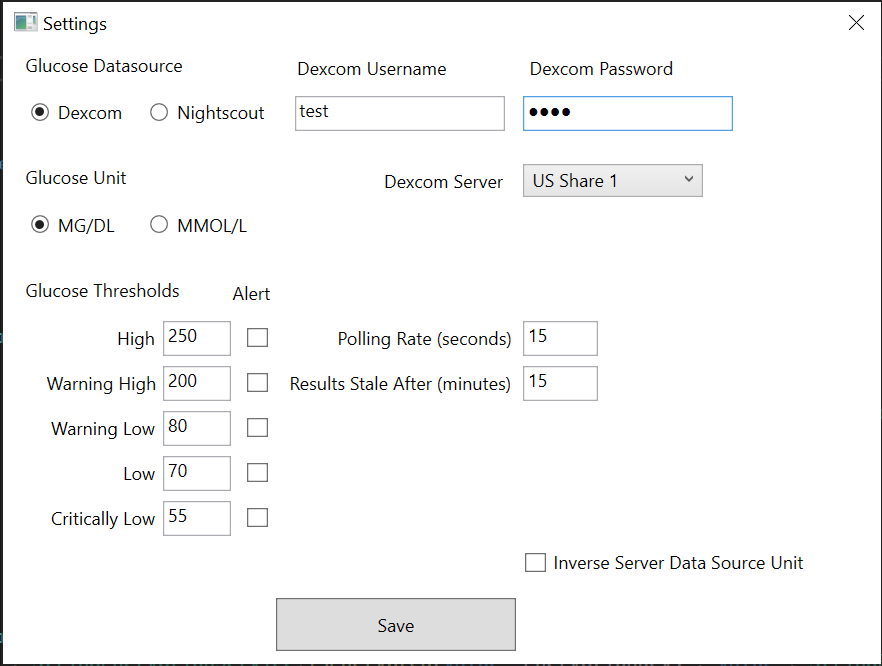 Settings
Glucose Datasource
Dexcom Username
Dexcom Password
Dexcom
Nightscout
test
●●●●
Glucose Unit
Dexcom Server
US Share 1
MG/DL
MMOL/L
Glucose Thresholds
Alert
High
250
Polling Rate (seconds)
15
Warning High
200
Results Stale After (minutes)
15
Warning Low
80
Low
70
Critically Low
55
Inverse Server Data Source Unit
Save